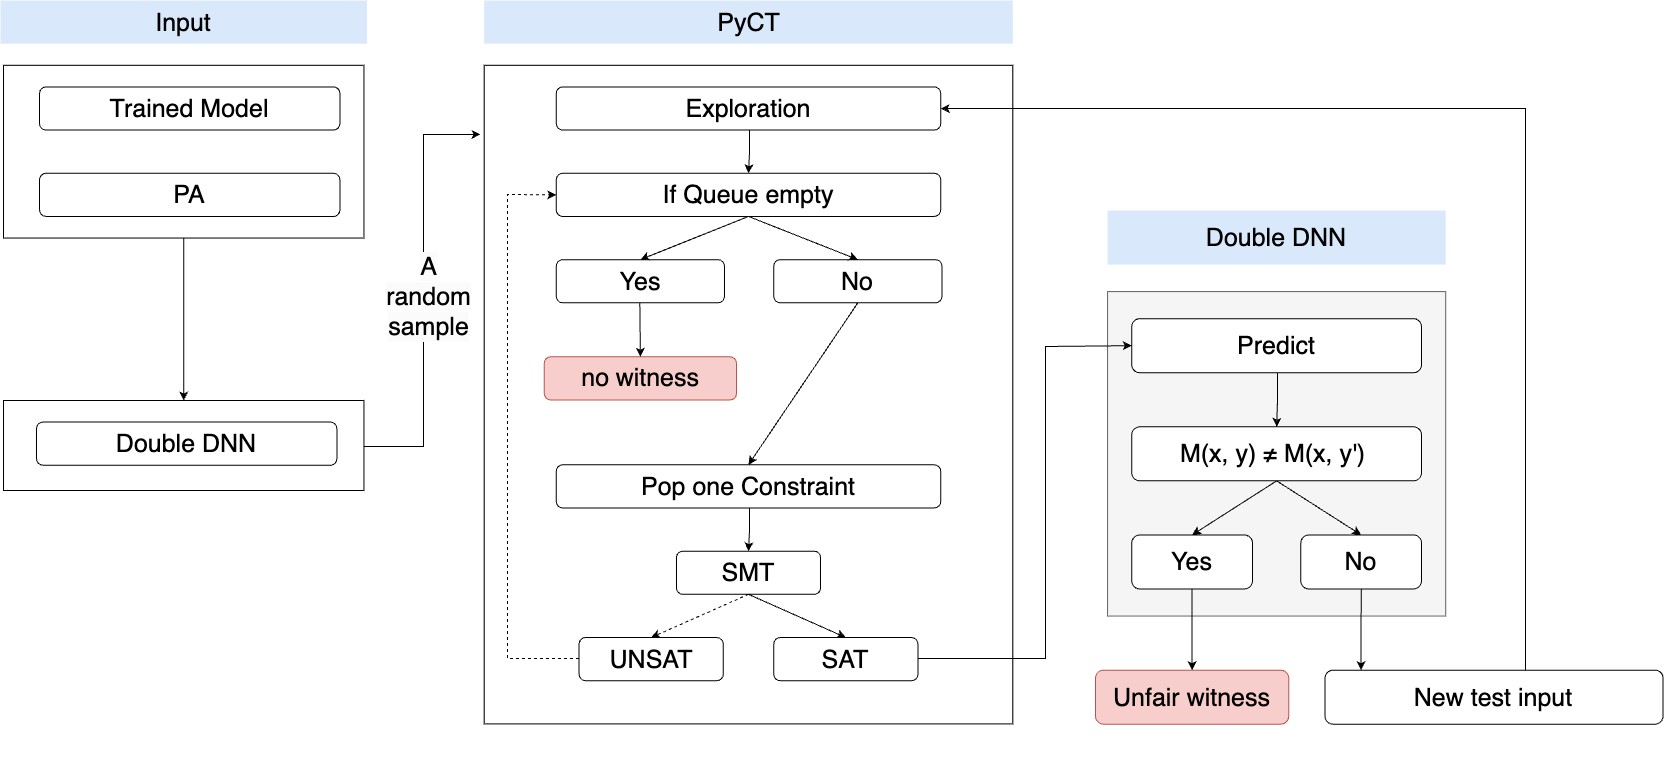 Input
Trained Model
PA
Double DNN
A
random
sample
PyCT
Exploration
If Queue empty
Yes
No
no witness
Pop one Constraint
SMT
UNSAT
SAT
Double DNN
Predict
M(x, y) ≠ M(x, y')
Yes
No
Unfair witness
New test input